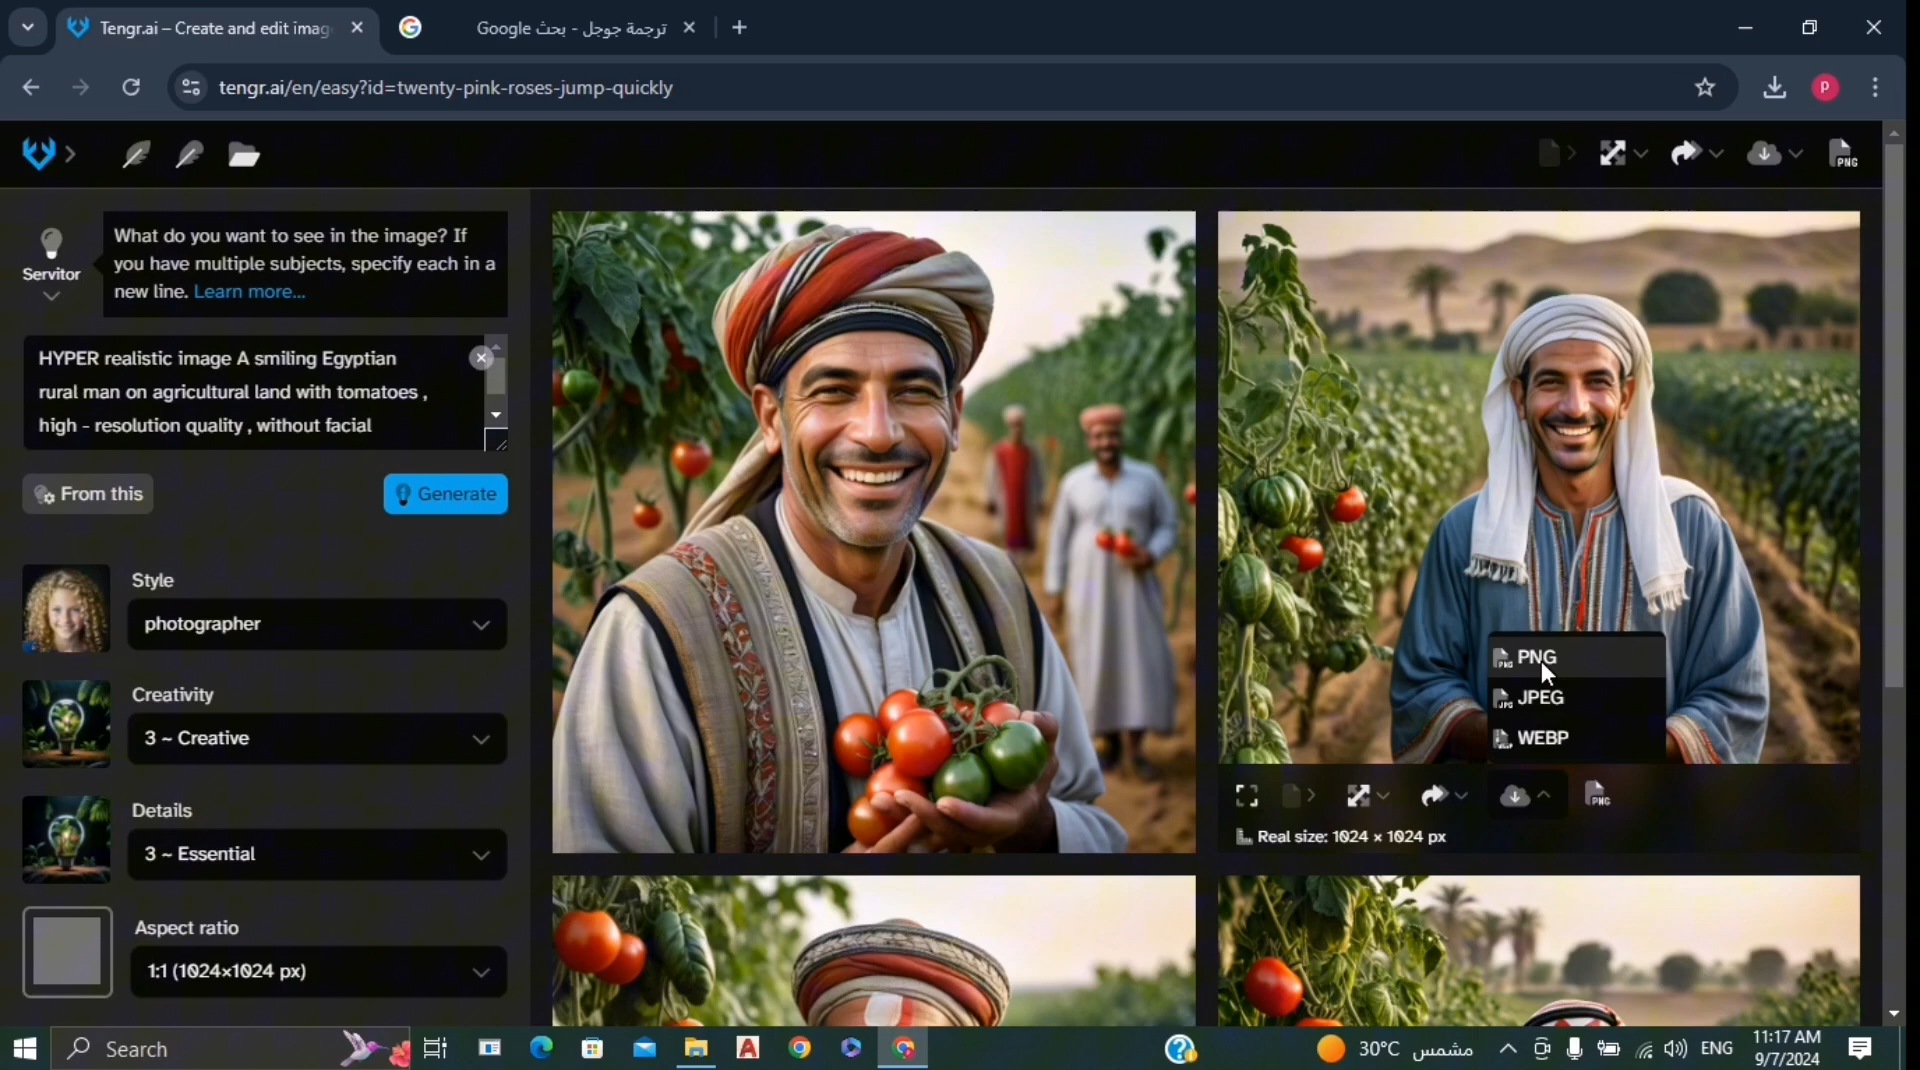 Tengr.ai – Create and edit imag
ترجمة جوجل - بحث Google
tengr.ai/en/easy?id=twenty-pink-roses-jump-quickly
P
PNG
Servitor
What do you want to see in the image? If
you have multiple subjects, specify each in a
new line. Learn more...
HYPER realistic image A smiling Egyptian
rural man on agricultural land with tomatoes ,
high - resolution quality , without facial
From this
Generate
Style
photographer
Creativity
3 ~ Creative
Details
3 ~ Essential
Aspect ratio
1:1 (1024×1024 px)
PNG
JPEG
WEBP
PNG
Real size: 1024 × 1024 px
Search
30°C مشمس
ENG
11:17 AM
9/7/2024